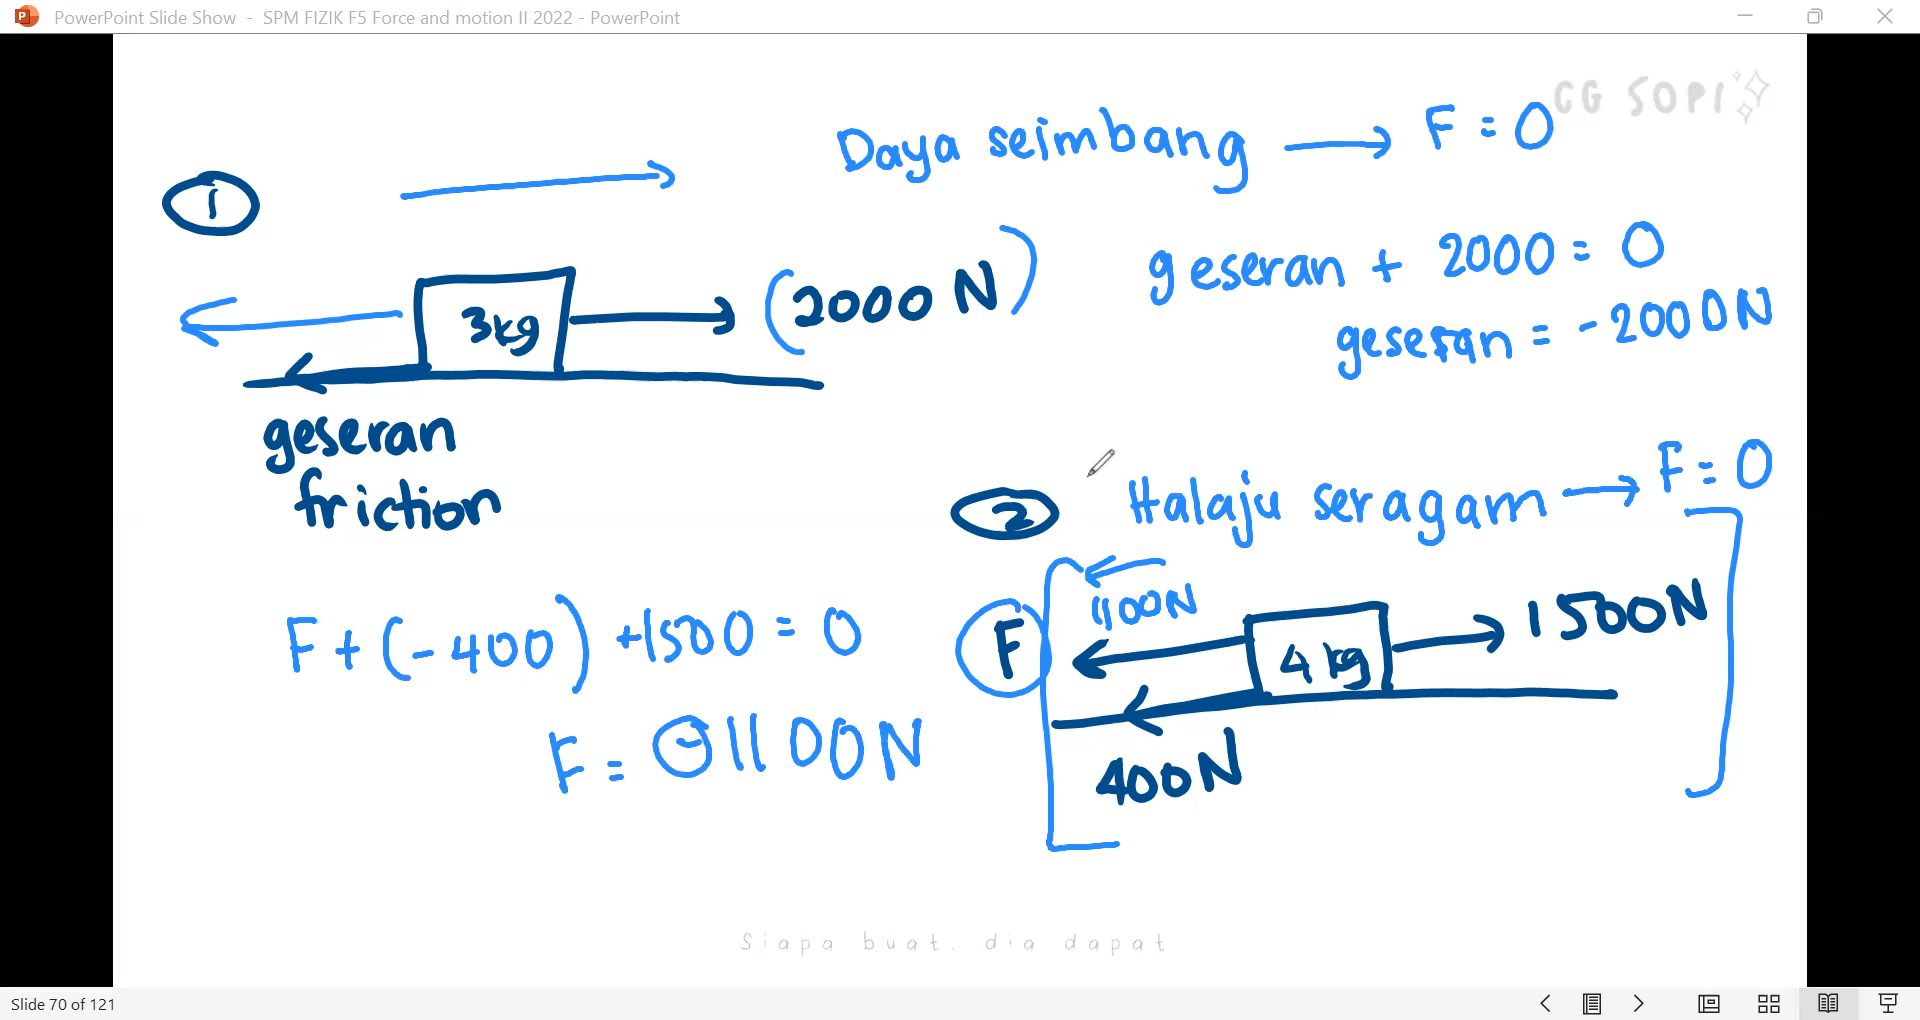 PowerPoint Slide Show - SPM FIZIK F5 Force and motion II 2022 - PowerPoint
CG SOPI
Daya seimbang → F = 0
1
3kg
(2000 N)
geseran + 2000 = 0
geseran = -2000N
geseran
friction
2
Halaju seragam → F = 0
1100N
F
4 kg
1500N
400N
F + (-400) + 1500 = 0
F = -1100N
Siapa buat. dia dapat
Slide 70 of 121